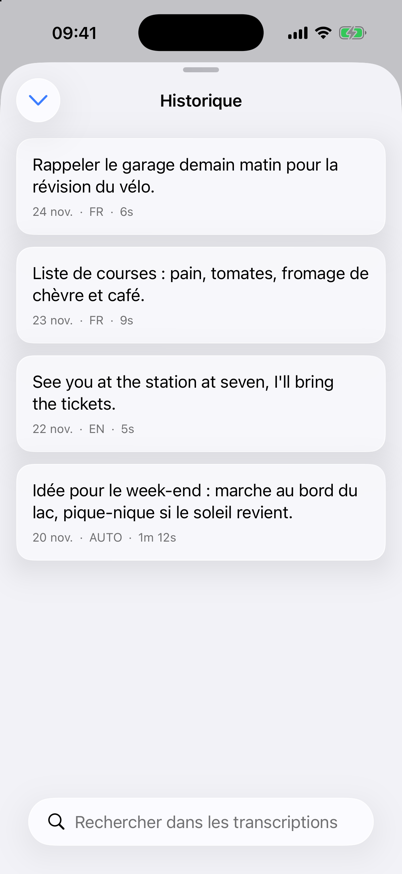 09:41
Historique
Rappeler le garage demain matin pour la
révision du vélo.
24 nov. · FR · 6s
Liste de courses : pain, tomates, fromage de
chèvre et café.
23 nov. · FR · 9s
See you at the station at seven, I'll bring
the tickets.
22 nov. · EN · 5s
Idée pour le week-end : marche au bord du
lac, pique-nique si le soleil revient.
20 nov. · AUTO · 1m 12s
Rechercher dans les transcriptions